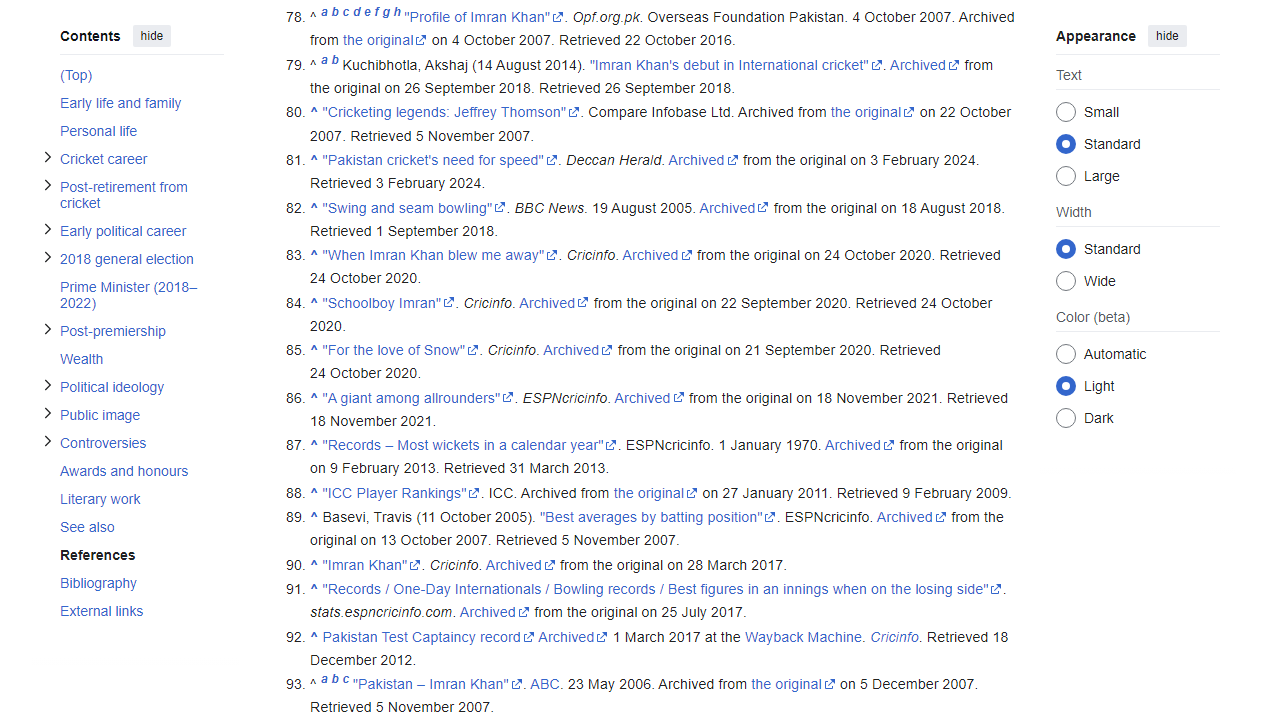 Contents hide
(Top)
Early life and family
Personal life
Cricket career
Post-retirement from
cricket
Early political career
2018 general election
Prime Minister (2018–
2022)
Post-premiership
Wealth
Political ideology
Public image
Controversies
Awards and honours
Literary work
See also
References
Bibliography
External links
78. ^ a b c d e f g h "Profile of Imran Khan". Opf.org.pk. Overseas Foundation Pakistan. 4 October 2007. Archived
from the original on 4 October 2007. Retrieved 22 October 2016.
79. ^ a b Kuchibhotla, Akshaj (14 August 2014). "Imran Khan's debut in International cricket". Archived from
the original on 26 September 2018. Retrieved 26 September 2018.
80. ^ "Cricketing legends: Jeffrey Thomson". Compare Infobase Ltd. Archived from the original on 22 October
2007. Retrieved 5 November 2007.
81. ^ "Pakistan cricket's need for speed". Deccan Herald. Archived from the original on 3 February 2024.
Retrieved 3 February 2024.
82. ^ "Swing and seam bowling". BBC News. 19 August 2005. Archived from the original on 18 August 2018.
Retrieved 1 September 2018.
83. ^ "When Imran Khan blew me away". Cricinfo. Archived from the original on 24 October 2020. Retrieved
24 October 2020.
84. ^ "Schoolboy Imran". Cricinfo. Archived from the original on 22 September 2020. Retrieved 24 October
2020.
85. ^ "For the love of Snow". Cricinfo. Archived from the original on 21 September 2020. Retrieved
24 October 2020.
86. ^ "A giant among allrounders". ESPNcricinfo. Archived from the original on 18 November 2021. Retrieved
18 November 2021.
87. ^ "Records – Most wickets in a calendar year". ESPNcricinfo. 1 January 1970. Archived from the original
on 9 February 2013. Retrieved 31 March 2013.
88. ^ "ICC Player Rankings". ICC. Archived from the original on 27 January 2011. Retrieved 9 February 2009.
89. ^ Basevi, Travis (11 October 2005). "Best averages by batting position". ESPNcricinfo. Archived from the
original on 13 October 2007. Retrieved 5 November 2007.
90. ^ "Imran Khan". Cricinfo. Archived from the original on 28 March 2017.
91. ^ "Records / One-Day Internationals / Bowling records / Best figures in an innings when on the losing side".
stats.espncricinfo.com. Archived from the original on 25 July 2017.
92. ^ Pakistan Test Captaincy record Archived 1 March 2017 at the Wayback Machine. Cricinfo. Retrieved 18
December 2012.
93. ^ a b c "Pakistan – Imran Khan". ABC. 23 May 2006. Archived from the original on 5 December 2007.
Retrieved 5 November 2007.
Appearance hide
Text
Small
Standard
Large
Width
Standard
Wide
Color (beta)
Automatic
Light
Dark